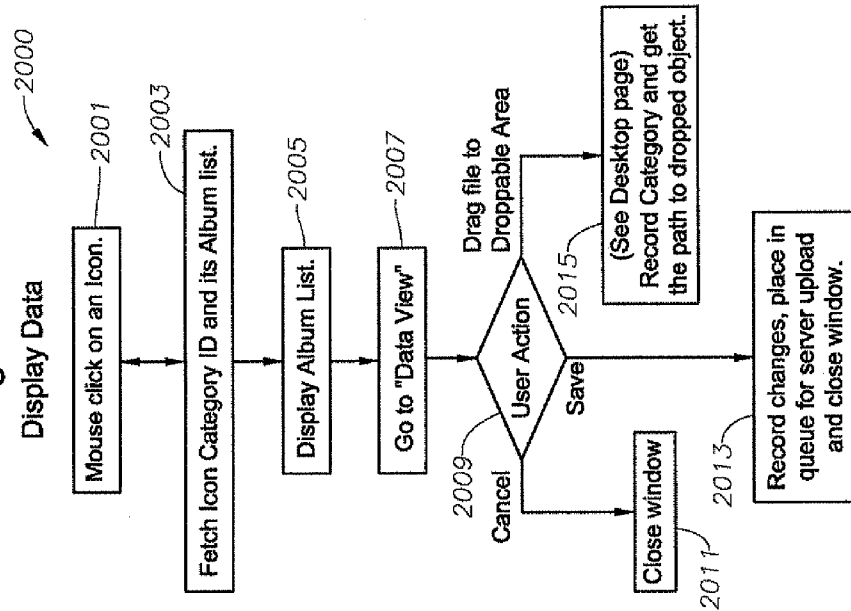 Display Data
2000
Mouse click on an Icon.
2001
Fetch Icon Category ID and its Album list.
2003
Display Album List.
2005
Go to "Data View"
2007
User Action
2009
Cancel
Save
Drag file to
Droppable Area
Close window
2011
Record changes, place in
queue for server upload
and close window.
2013
(See Desktop page)
Record Category and get
the path to dropped object.
2015